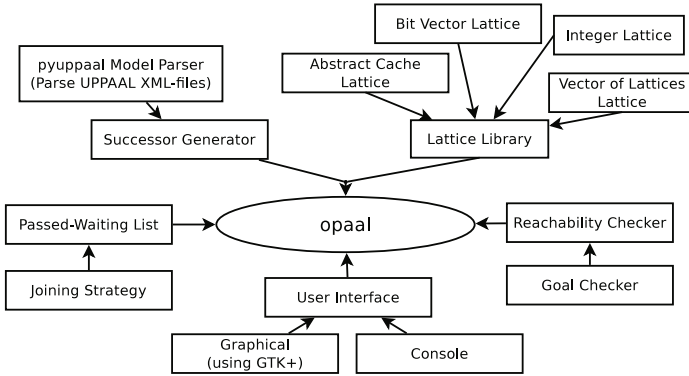 Bit Vector Lattice
Integer Lattice
pyuppaal Model Parser
(Parse UPPAAL XML-files)
Abstract Cache
Lattice
Vector of Lattices
Lattice
Successor Generator
Lattice Library
Passed-Waiting List
opaal
Reachability Checker
Joining Strategy
User Interface
Goal Checker
Graphical
(using GTK+)
Console